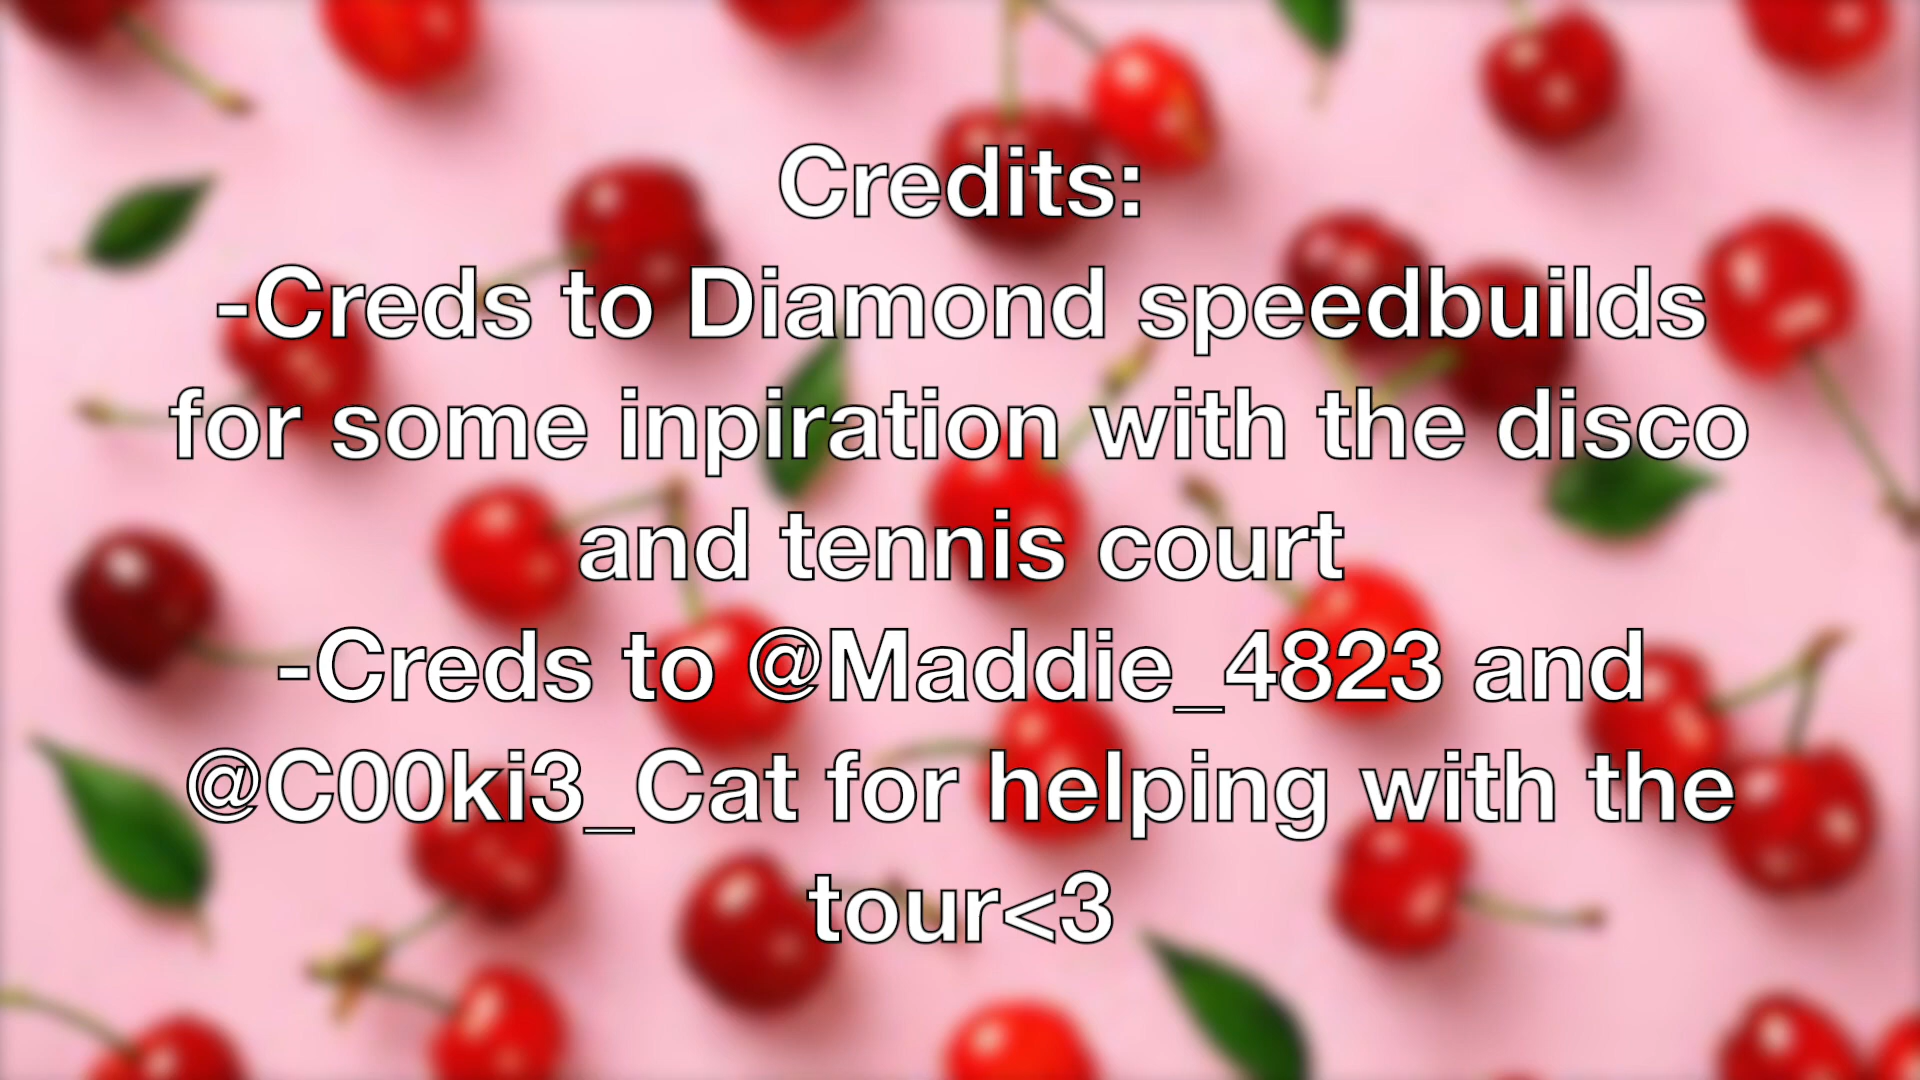 Credits:
-Creds to Diamond speedbuilds
for some inpiration with the disco
and tennis court
-Creds to @Maddie_4823 and
@C00ki3_Cat for helping with the
tour<3